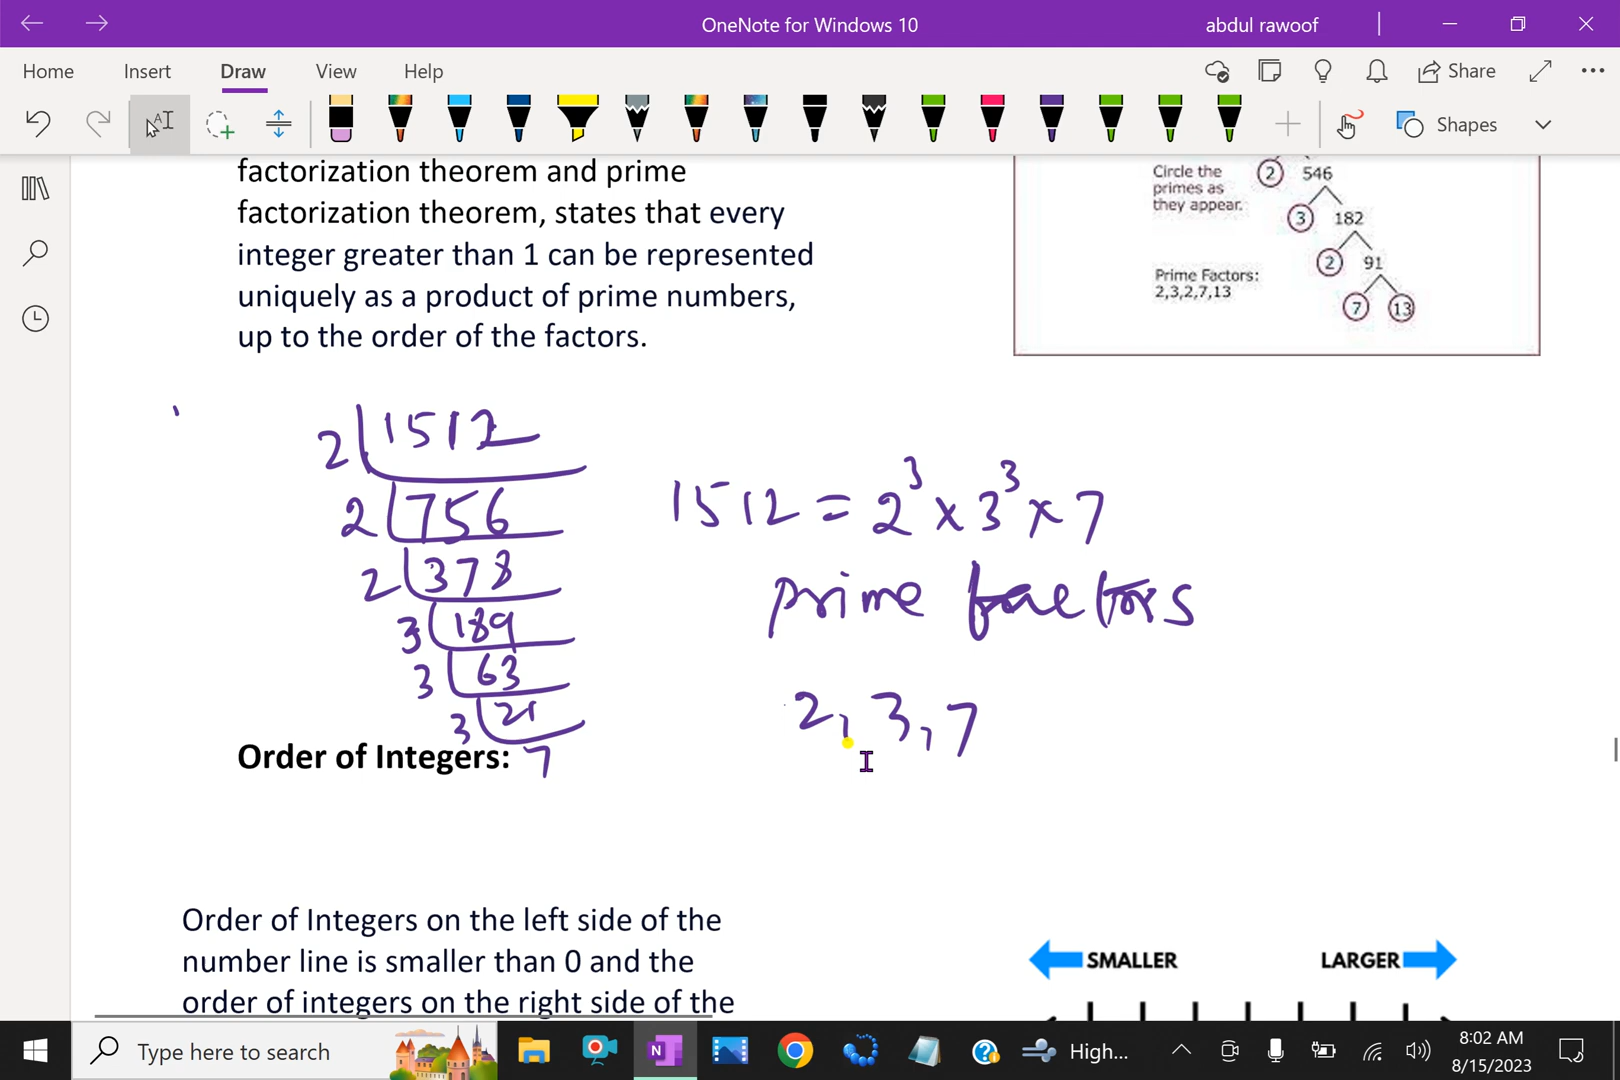 OneNote for Windows 10
abdul rawoof
Home
Insert
Draw
View
Help
Share
Shapes
factorization theorem and prime
factorization theorem, states that every
integer greater than 1 can be represented
uniquely as a product of prime numbers,
up to the order of the factors.
Circle the
primes as
they appear.
2 546
3 182
2 91
7 13
Prime Factors:
2,3,2,7,13
2 1512
2 756
2 378
3 189
3 63
3 21
7
1512 = 2³ × 3³ × 7
prime factors
2, 3, 7
Order of Integers:
Order of Integers on the left side of the
number line is smaller than 0 and the
order of integers on the right side of the
SMALLER
LARGER
Type here to search
High...
8:02 AM
8/15/2023